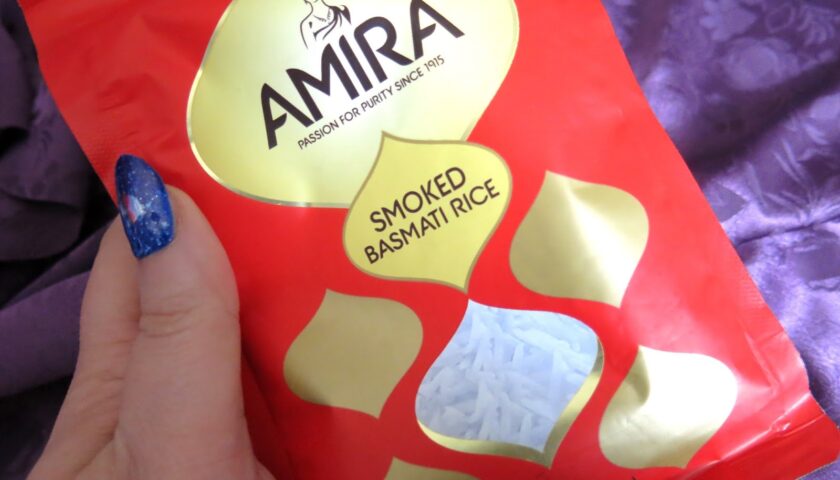 AMIRA
PASSION FOR PURITY SINCE 1915
SMOKED
BASMATI RICE